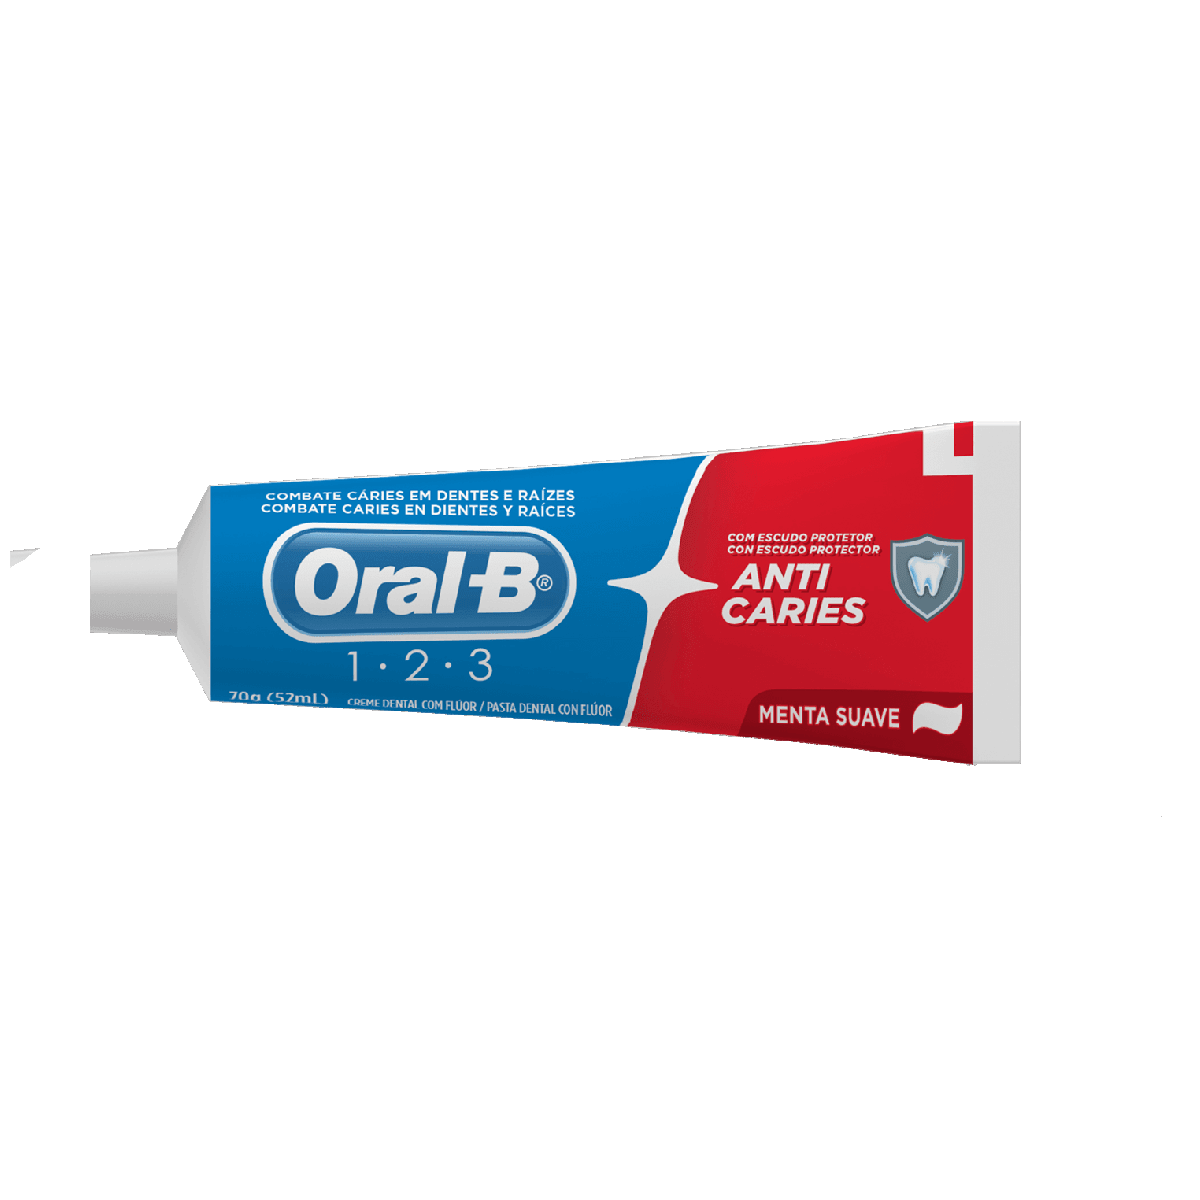 COMBATE CÁRIES EM DENTES E RAÍZES
COMBATE CARIES EN DIENTES Y RAÍCES
Oral-B®
1 · 2 · 3
70g (52mL)
CREME DENTAL COM FLÚOR / PASTA DENTAL CON FLÚOR
COM ESCUDO PROTETOR
CON ESCUDO PROTECTOR
ANTI
CARIES
MENTA SUAVE